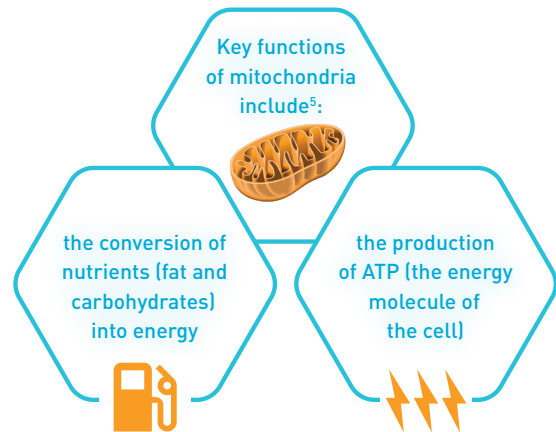 Key functions
of mitochondria
include⁵:
the conversion of
nutrients (fat and
carbohydrates)
into energy
the production
of ATP (the energy
molecule of
the cell)